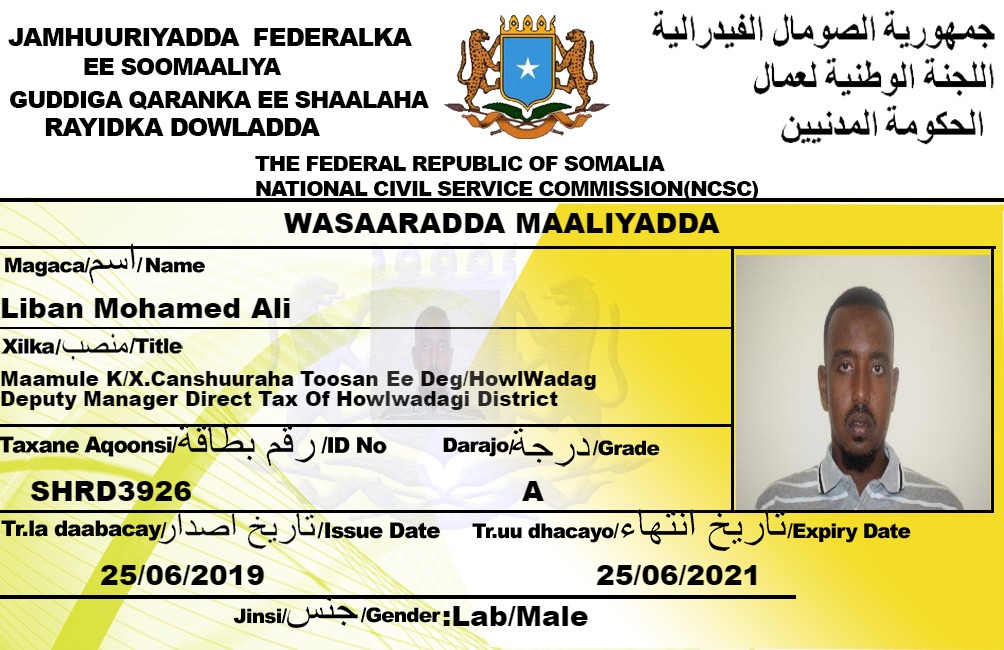 JAMHUURIYADDA FEDERALKA
EE SOOMAALIYA
GUDDIGA QARANKA EE SHAALAHA
RAYIDKA DOWLADDA
جمهورية الصومال الفيدرالية
اللجنة الوطنية لعمال
الحكومة المدنيين
THE FEDERAL REPUBLIC OF SOMALIA
NATIONAL CIVIL SERVICE COMMISSION(NCSC)
WASAARADDA MAALIYADDA
Magaca/اسم/Name
Liban Mohamed Ali
Xilka/منصب/Title
Maamule K/X.Canshuuraha Toosan Ee Deg/HowlWadag
Deputy Manager Direct Tax Of Howlwadagi District
Taxane Aqoonsi/رقم بطاقة/ID No
Darajo/درجة/Grade
SHRD3926
A
Tr.la daabacay/تاريخ اصدار/Issue Date
Tr.uu dhacayo/تاريخ انتهاء/Expiry Date
25/06/2019
25/06/2021
Jinsi/جنس/Gender:Lab/Male